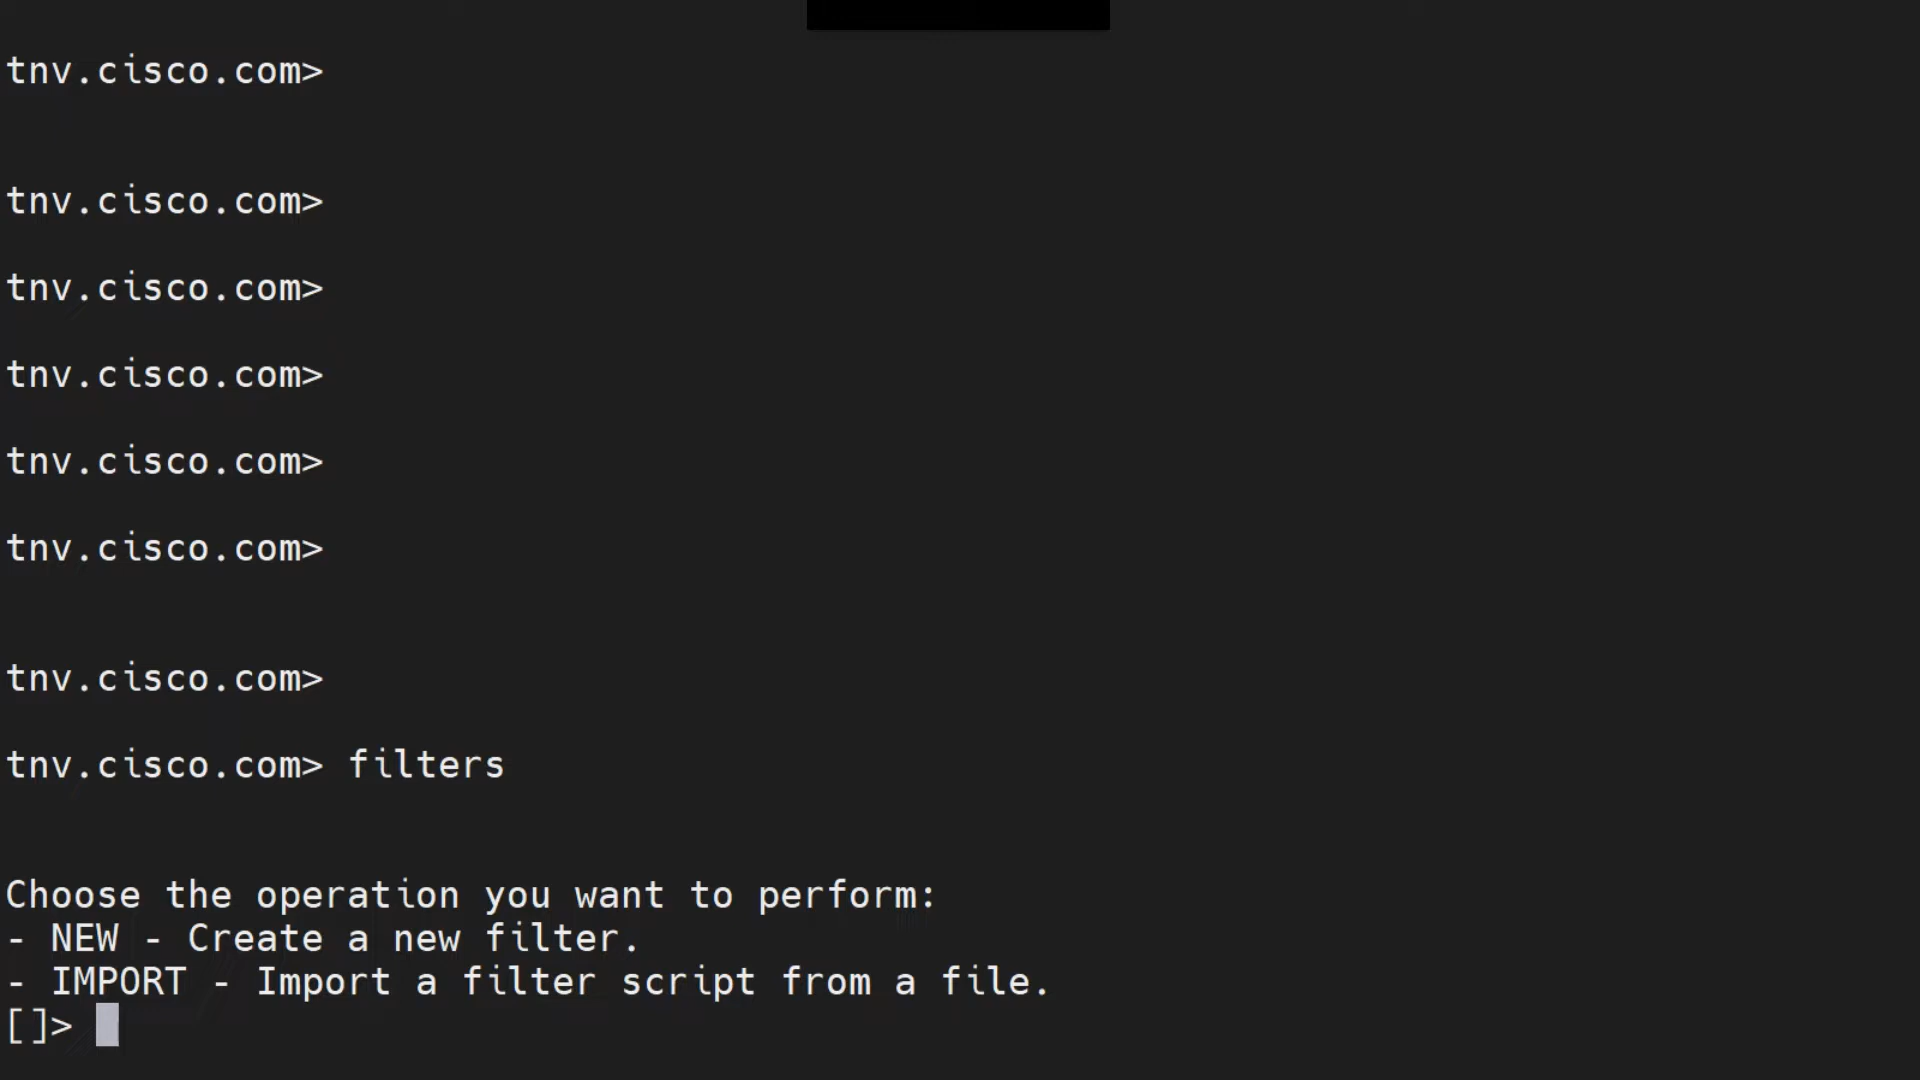 tnv.cisco.com>
tnv.cisco.com>
tnv.cisco.com>
tnv.cisco.com>
tnv.cisco.com>
tnv.cisco.com>
tnv.cisco.com>
tnv.cisco.com> filters
Choose the operation you want to perform:
- NEW - Create a new filter.
- IMPORT - Import a filter script from a file.
[]>